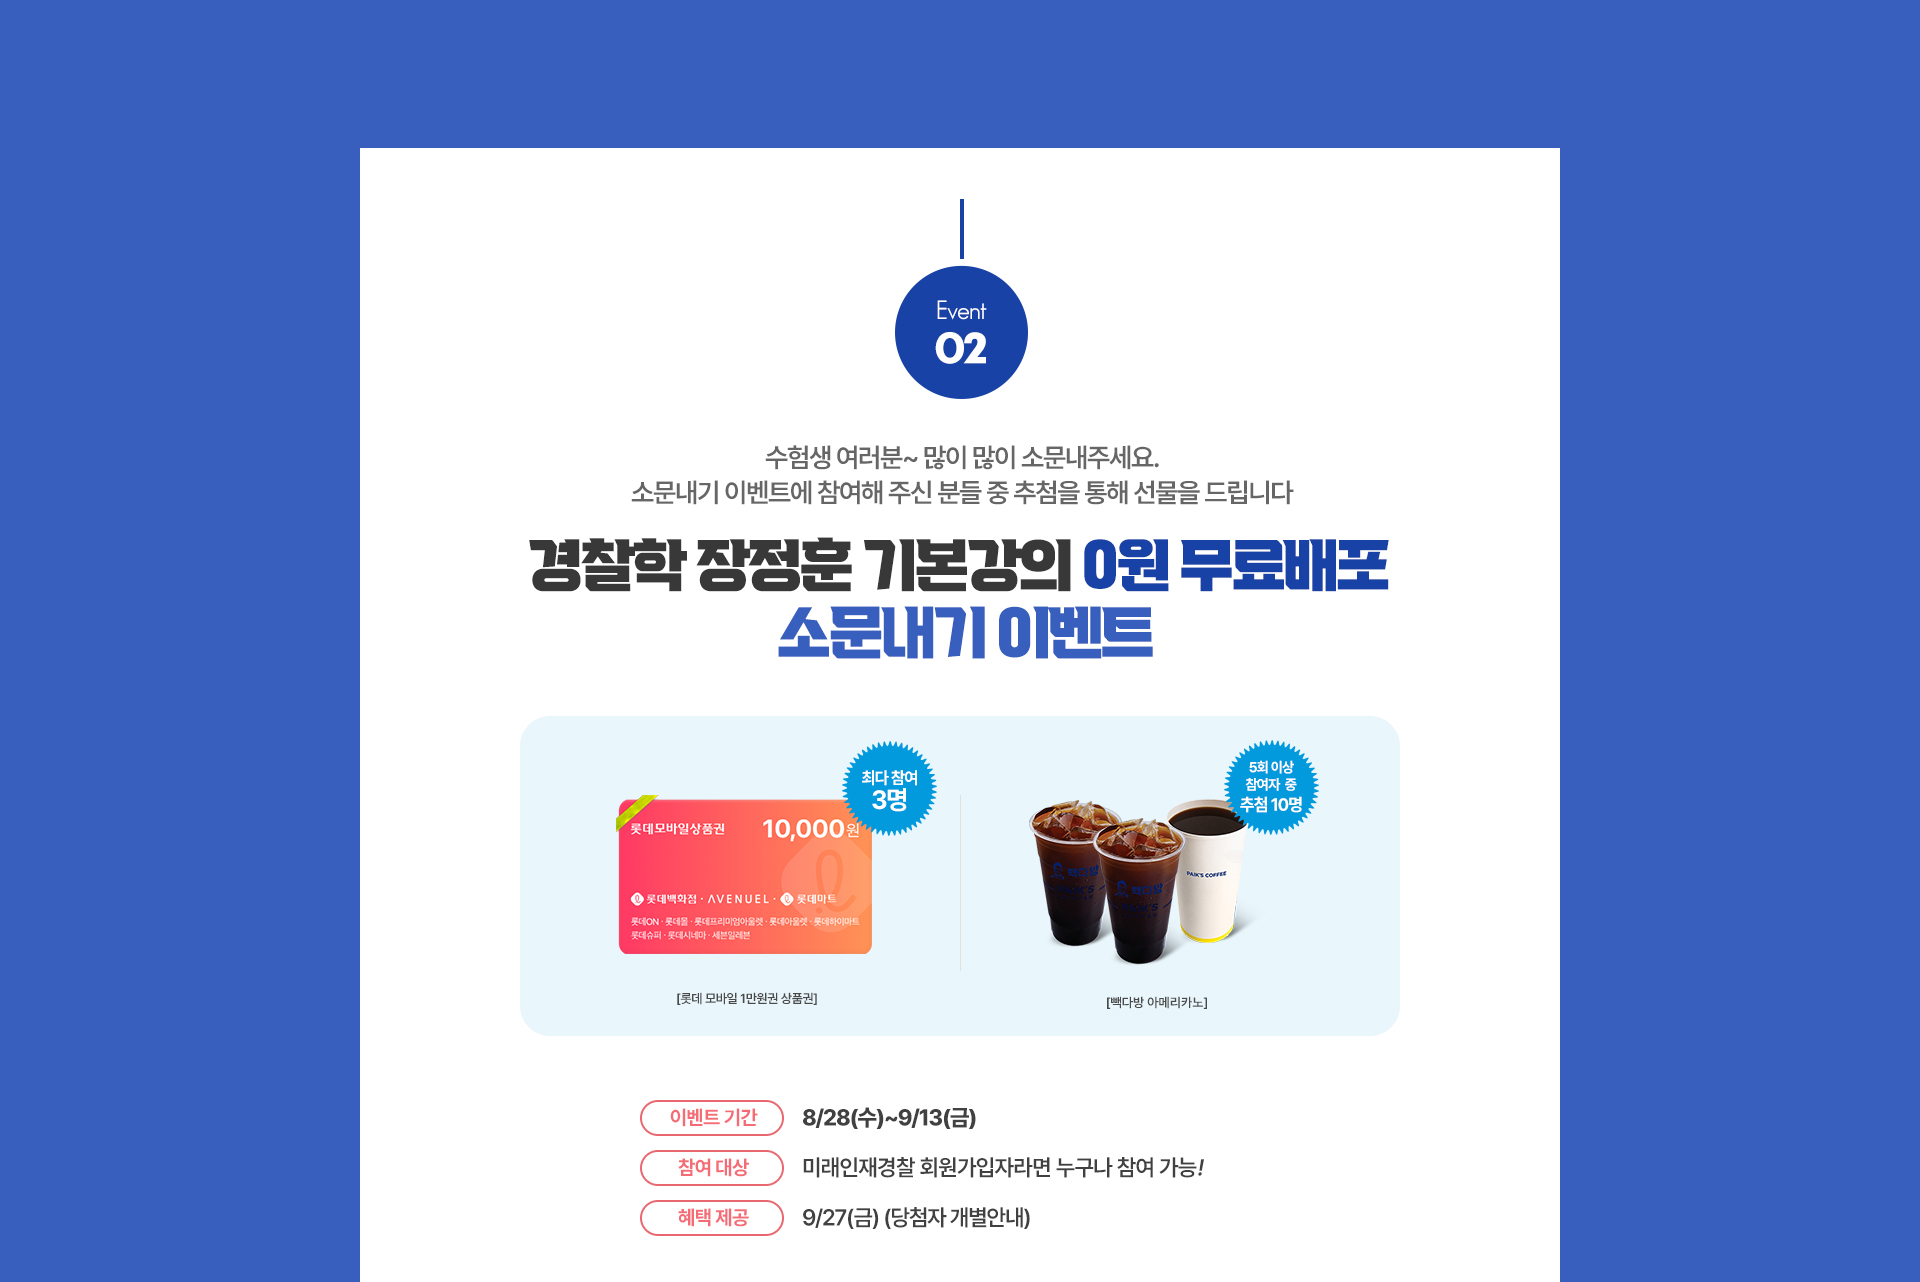 Event
02
수험생 여러분~ 많이 많이 소문내주세요.
소문내기 이벤트에 참여해 주신 분들 중 추첨을 통해 선물을 드립니다
경찰학 장정훈 기본강의 0원 무료배포
소문내기 이벤트
최다 참여
3명
롯데모바일상품권 10,000원
롯데백화점 · AVENUEL · 롯데마트
롯데ON · 롯데몰 · 롯데프리미엄아울렛 · 롯데아울렛 · 롯데하이마트
롯데슈퍼 · 롯데시네마 · 세븐일레븐
[롯데 모바일 1만원권 상품권]
5회 이상
참여자 중
추첨 10명
빽다방
빽다방
PAIK'S COFFEE
[빽다방 아메리카노]
이벤트 기간 8/28(수)~9/13(금)
참여 대상 미래인재경찰 회원가입자라면 누구나 참여 가능!
혜택 제공 9/27(금) (당첨자 개별안내)